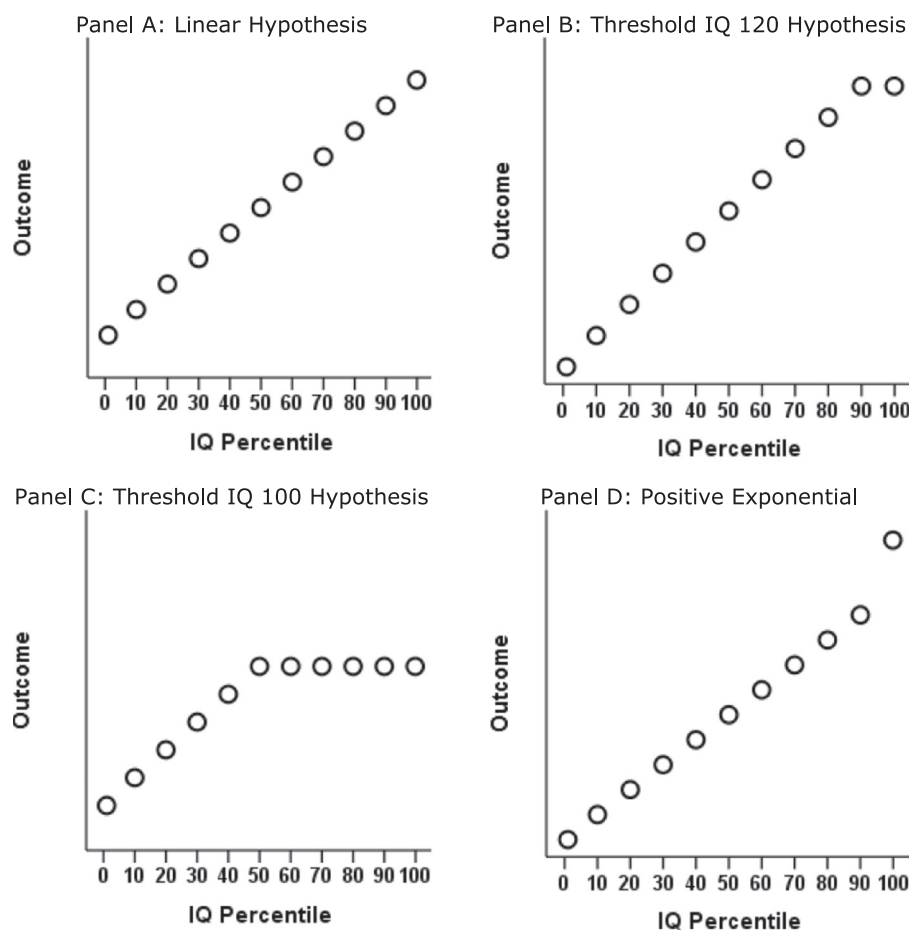 Panel A: Linear Hypothesis
Outcome
0 10 20 30 40 50 60 70 80 90 100
IQ Percentile
Panel B: Threshold IQ 120 Hypothesis
Outcome
0 10 20 30 40 50 60 70 80 90 100
IQ Percentile
Panel C: Threshold IQ 100 Hypothesis
Outcome
0 10 20 30 40 50 60 70 80 90 100
IQ Percentile
Panel D: Positive Exponential
Outcome
0 10 20 30 40 50 60 70 80 90 100
IQ Percentile